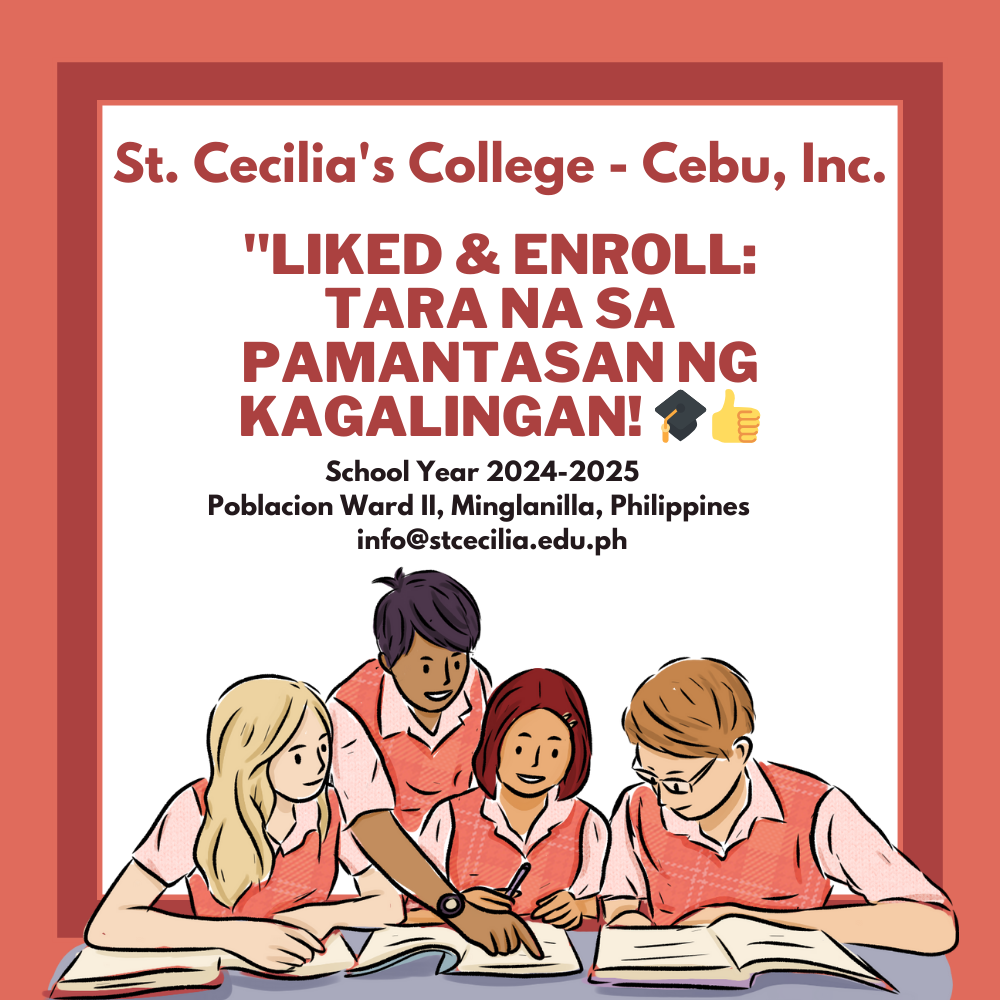 St. Cecilia's College - Cebu, Inc.
"LIKED & ENROLL:
TARA NA SA
PAMANTASAN NG
KAGALINGAN! 🎓👍
School Year 2024-2025
Poblacion Ward II, Minglanilla, Philippines
info@stcecilia.edu.ph